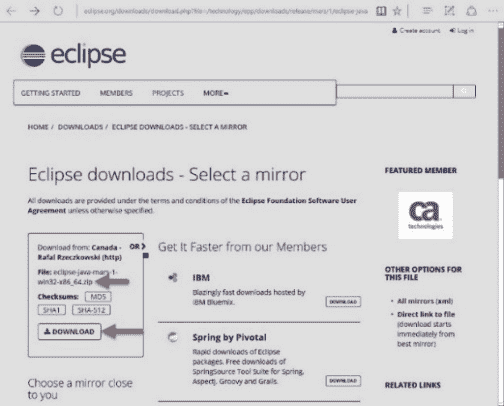 eclipse.org/downloads/download.php?file=/technology/epp/downloads/release/mars/1/eclipse-java
Create account Log in
eclipse
GETTING STARTED MEMBERS PROJECTS MORE
HOME / DOWNLOADS / ECLIPSE DOWNLOADS - SELECT A MIRROR
Eclipse downloads - Select a mirror
All downloads are provided under the terms and conditions of the Eclipse Foundation Software User
Agreement unless otherwise specified.
Download from: Canada -
Rafal Rzeczkowski (http)
File: eclipse-java-mars-1-
win32-x86_64.zip
Checksums: MD5
SHA1 SHA-512
DOWNLOAD
OR
Get It Faster from our Members
IBM
Blazingly fast downloads hosted by
IBM Bluemix.
DOWNLOAD
Spring by Pivotal
Rapid downloads of Eclipse
packages. Free downloads of
SpringSource Tool Suite for Spring,
AspectJ, Groovy and Grails.
DOWNLOAD
Choose a mirror close
to you
FEATURED MEMBER
ca
technologies
OTHER OPTIONS FOR
THIS FILE
• All mirrors (xml)
• Direct link to file
(download starts
immediately from
best mirror)
RELATED LINKS